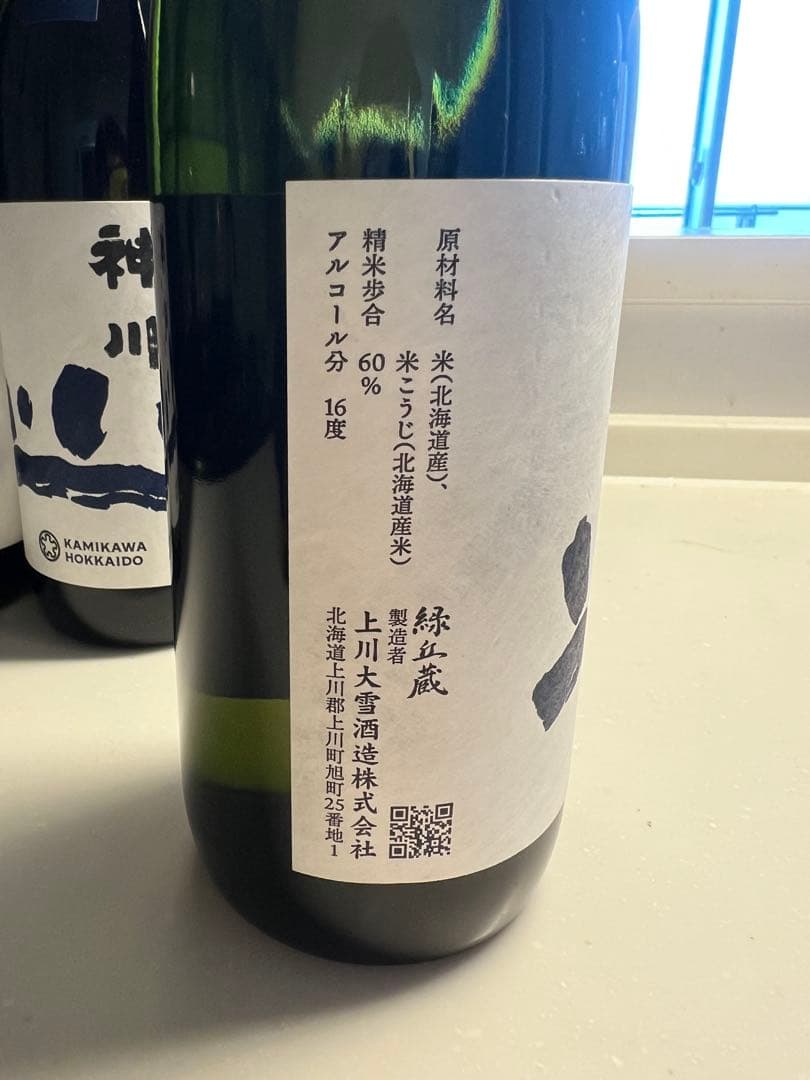 原材料名 米(北海道産)、
米こうじ(北海道産米)
精米歩合 60%
アルコール分 16度
緑丘蔵
製造者
上川大雪酒造株式会社
北海道上川郡上川町旭町25番地1
神川
KAMIKAWA
HOKKAIDO